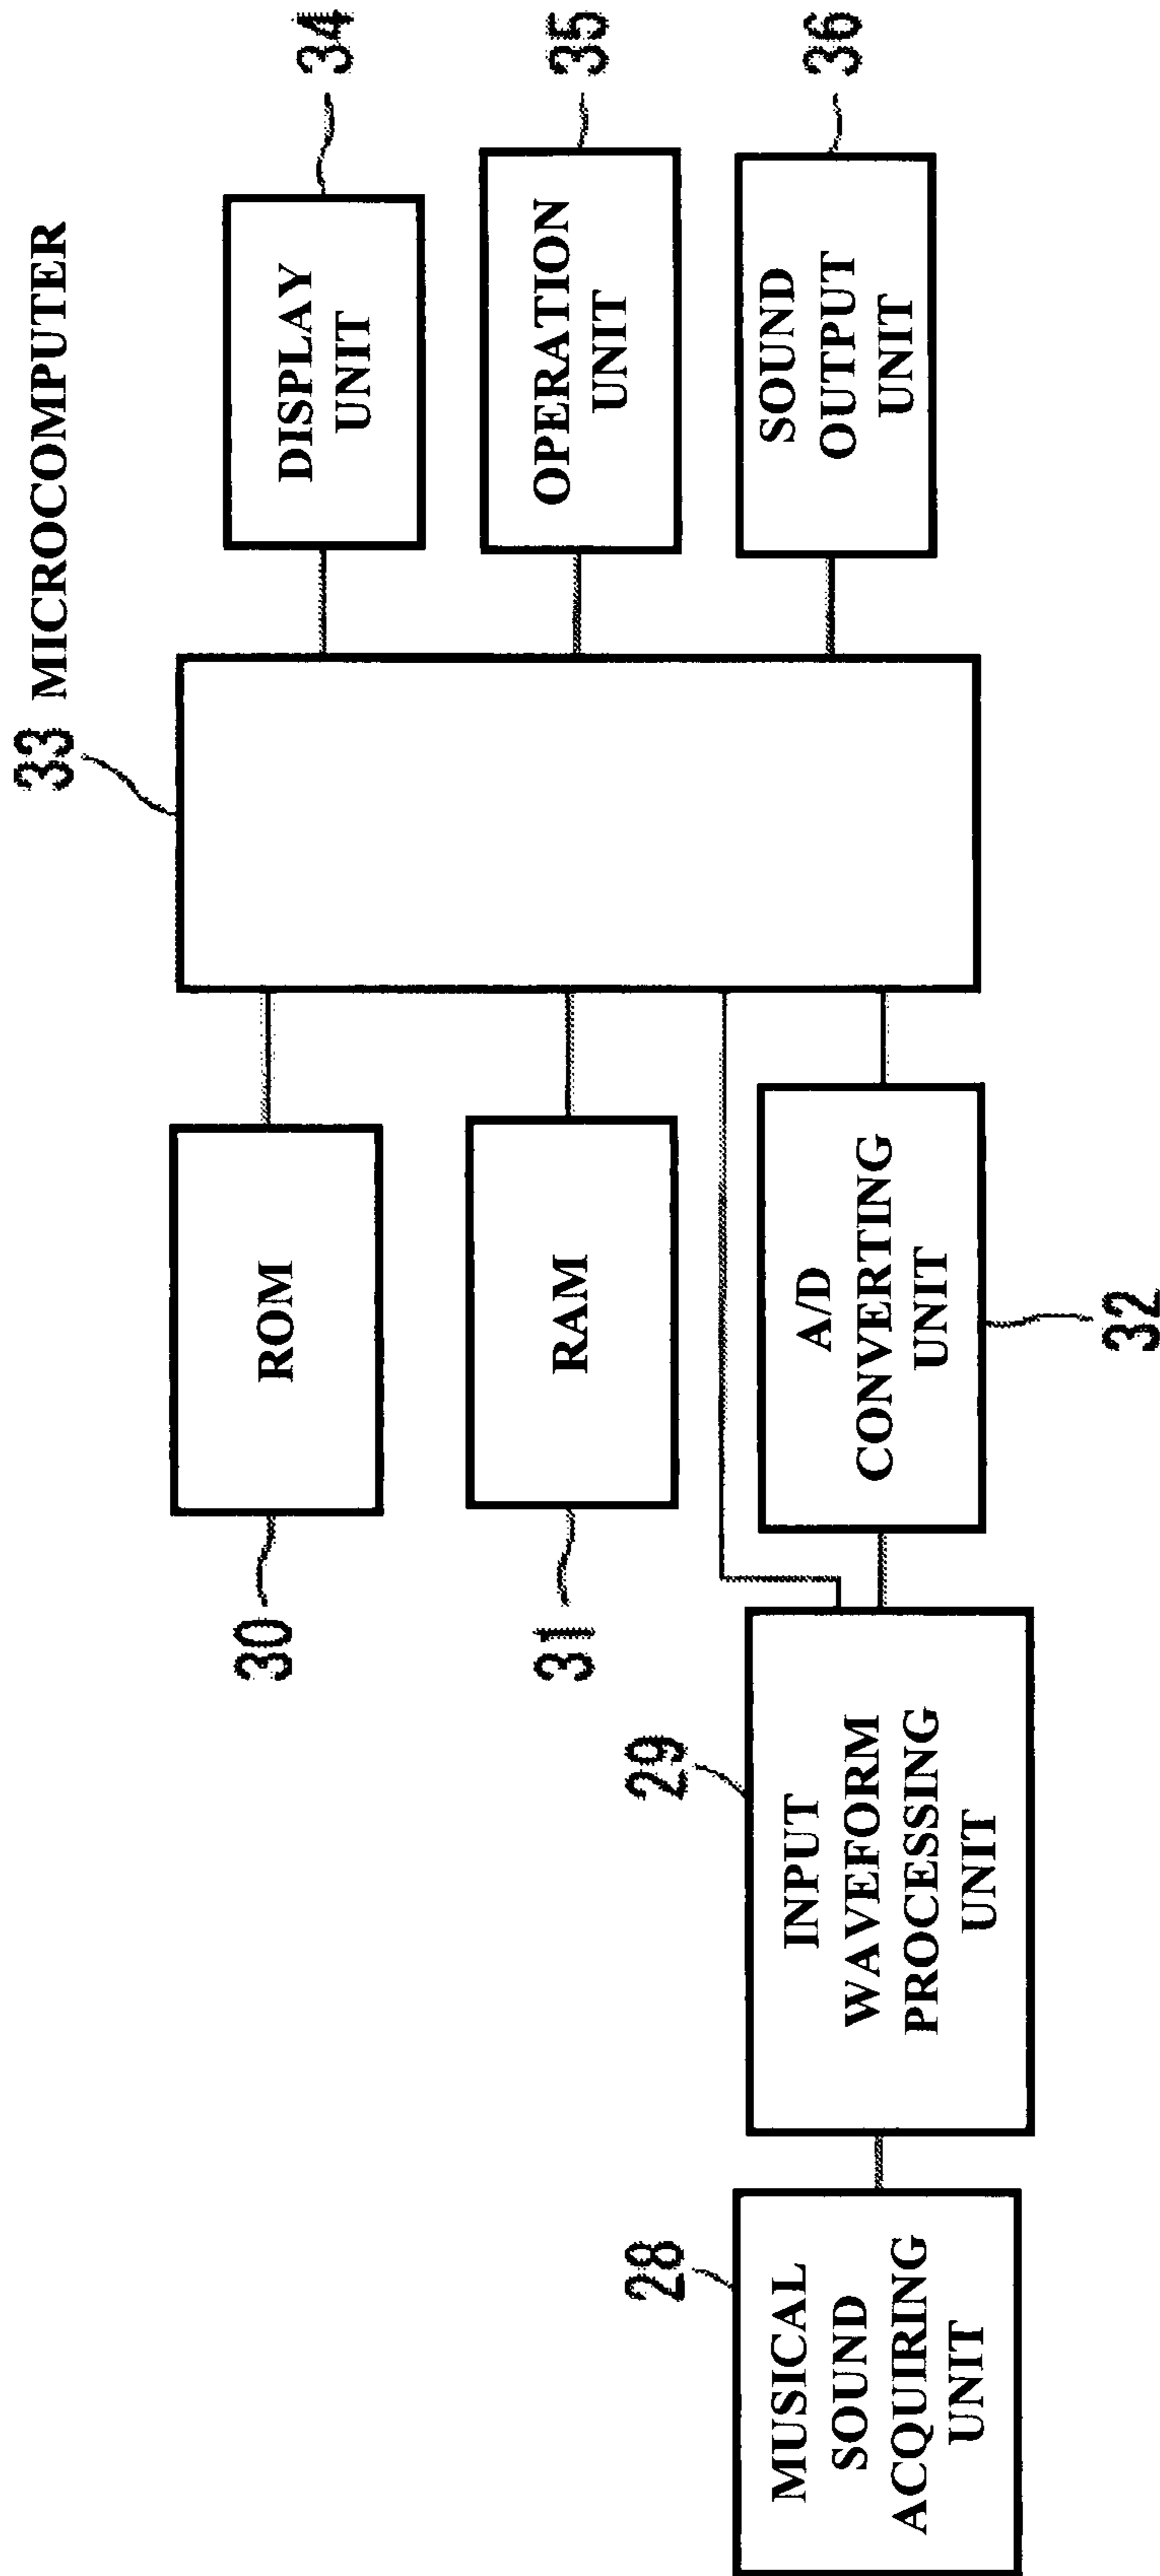 33 MICROCOMPUTER
30
ROM
DISPLAY
UNIT
34
31
RAM
OPERATION
UNIT
35
28
MUSICAL
SOUND
ACQUIRING
UNIT
29
INPUT
WAVEFORM
PROCESSING
UNIT
A/D
CONVERTING
UNIT
32
SOUND
OUTPUT
UNIT
36